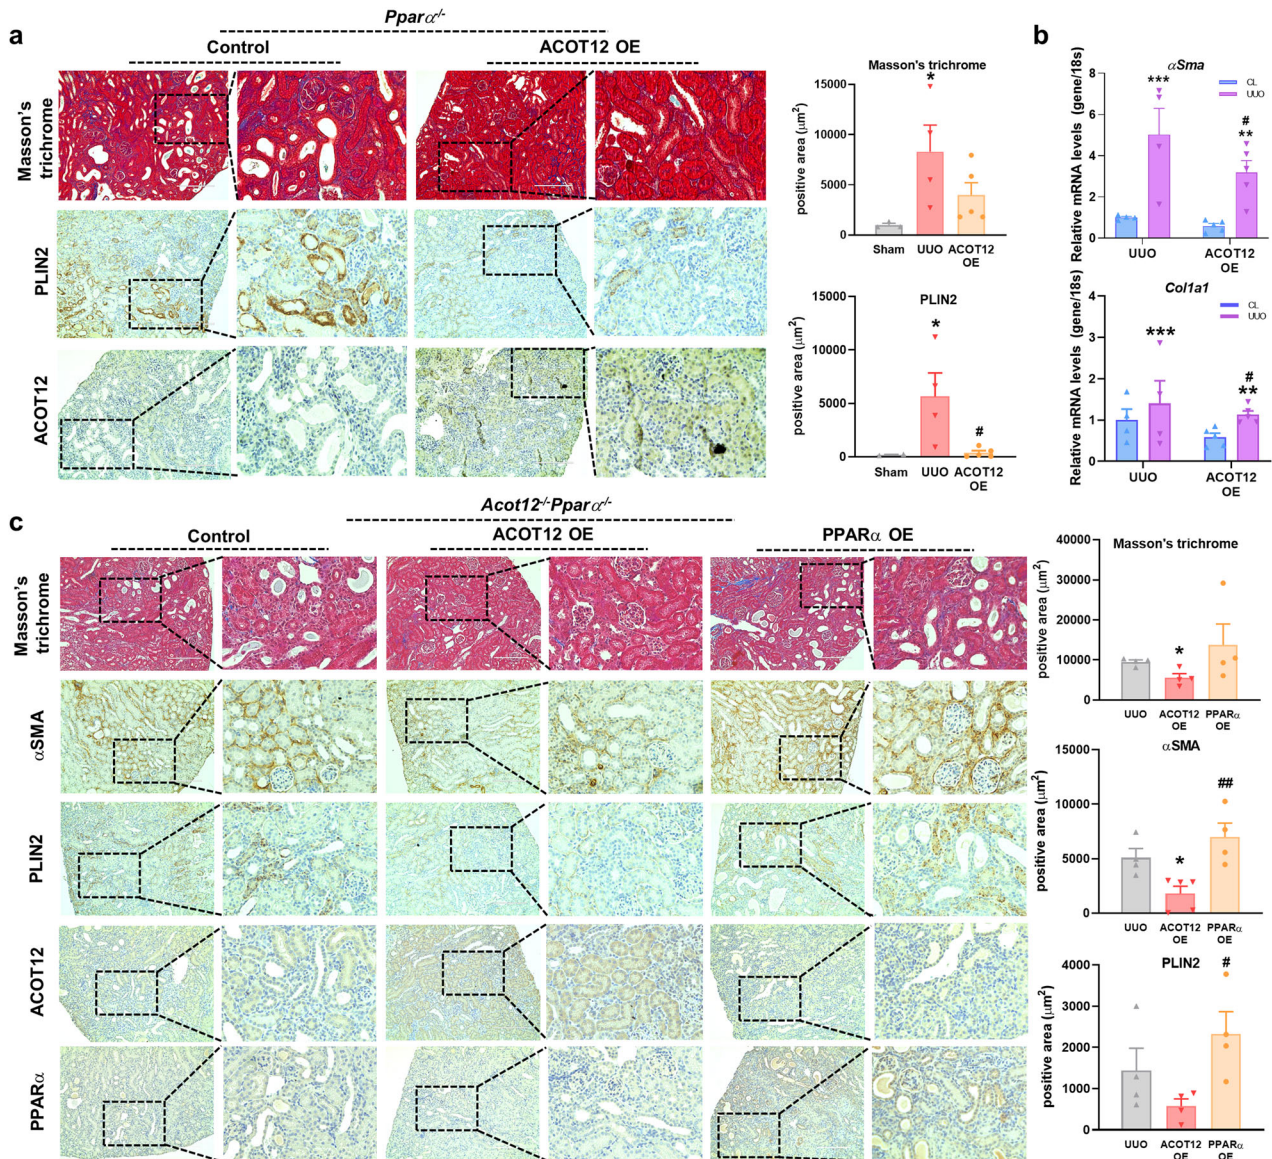 a
Pparα-/-
Control
ACOT12 OE
Masson's
trichrome
PLIN2
ACOT12
Masson's trichrome
positive area (μm2)
15000
10000
5000
0
*
Sham
UUO
ACOT12
OE
PLIN2
positive area (μm2)
15000
10000
5000
0
*
#
Sham
UUO
ACOT12
OE
b
αSma
Relative mRNA levels (gene/18s)
8
6
4
2
0
***
#
**
CL
UUO
UUO
ACOT12
OE
Col1a1
Relative mRNA levels (gene/18s)
4
3
2
1
0
***
#
**
CL
UUO
UUO
ACOT12
OE
c
Acot12-/-Pparα-/-
Control
ACOT12 OE
PPARα OE
Masson's
trichrome
αSMA
PLIN2
ACOT12
PPARα
Masson's trichrome
positive area (μm2)
40000
30000
20000
10000
0
*
UUO
ACOT12
OE
PPARα
OE
αSMA
positive area (μm2)
15000
10000
5000
0
*
##
UUO
ACOT12
OE
PPARα
OE
PLIN2
positive area (μm2)
4000
3000
2000
1000
0
#
UUO
ACOT12
OE
PPARα
OE